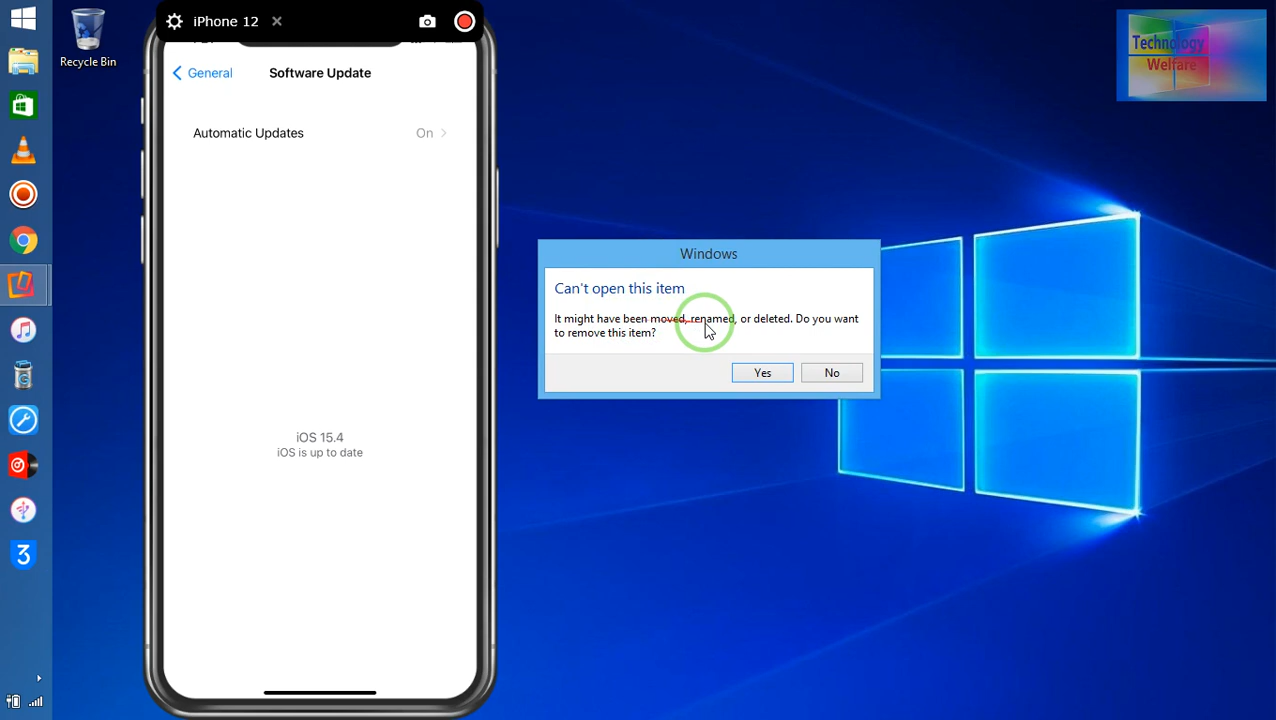 iPhone 12
Recycle Bin
General
Software Update
Automatic Updates
On
iOS 15.4
iOS is up to date
Windows
Can't open this item
It might have been moved, renamed, or deleted. Do you want
to remove this item?
Yes
No
Technology
Welfare
3